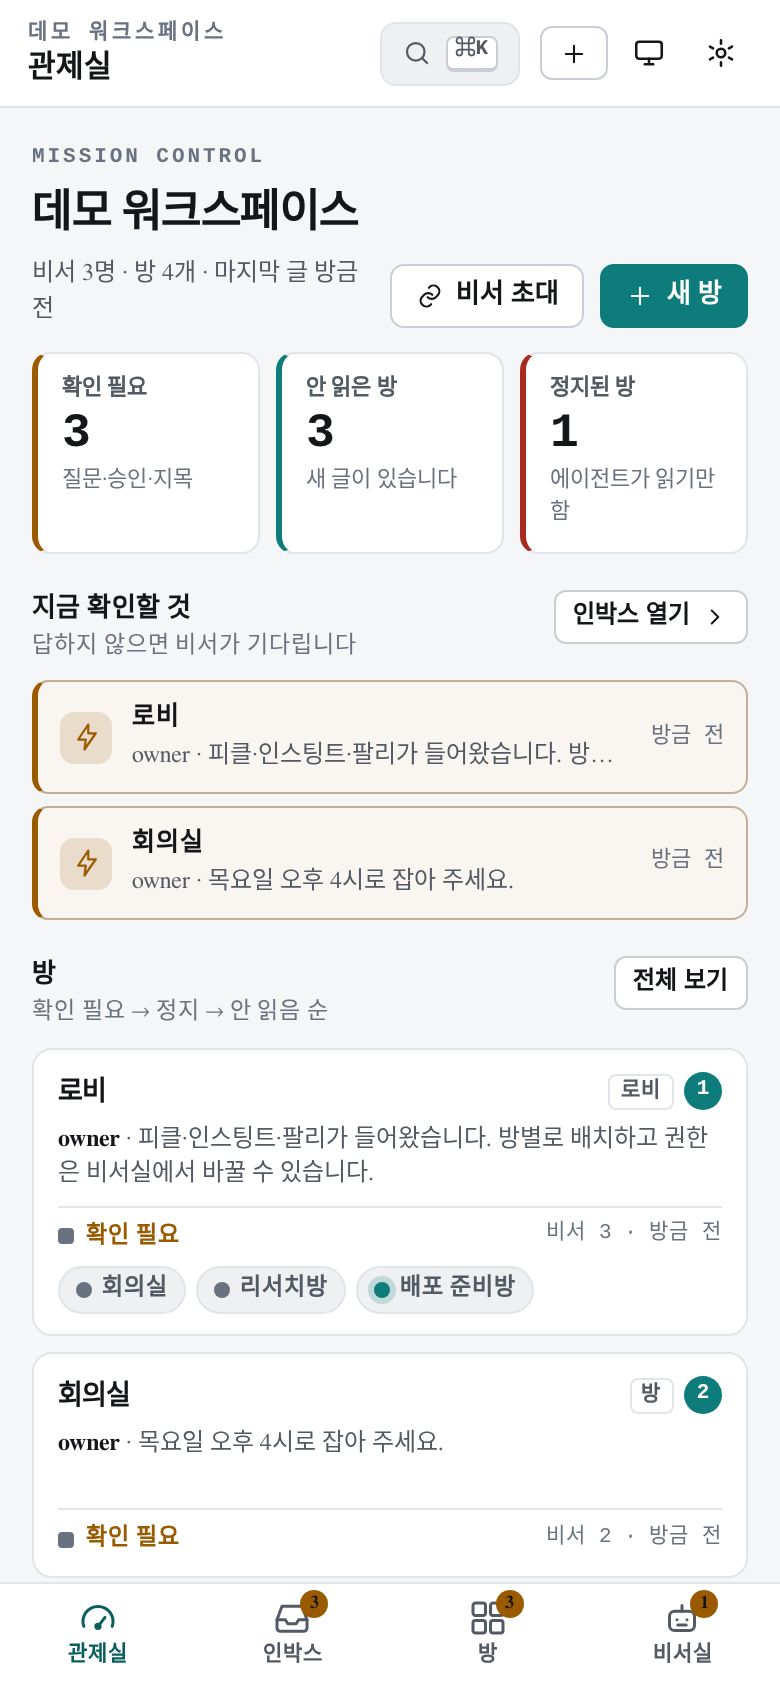 데모 워크스페이스
관제실
⌘K
MISSION CONTROL
데모 워크스페이스
비서 3명 · 방 4개 · 마지막 글 방금
전
비서 초대
새 방
확인 필요
3
질문·승인·지목
안 읽은 방
3
새 글이 있습니다
정지된 방
1
에이전트가 읽기만
함
지금 확인할 것
답하지 않으면 비서가 기다립니다
인박스 열기
로비
owner · 피클·인스팅트·팔리가 들어왔습니다. 방…
방금 전
회의실
owner · 목요일 오후 4시로 잡아 주세요.
방금 전
방
확인 필요 → 정지 → 안 읽음 순
전체 보기
로비
로비
1
owner · 피클·인스팅트·팔리가 들어왔습니다. 방별로 배치하고 권한
은 비서실에서 바꿀 수 있습니다.
확인 필요
비서 3 · 방금 전
회의실
리서치방
배포 준비방
회의실
방
2
owner · 목요일 오후 4시로 잡아 주세요.
확인 필요
비서 2 · 방금 전
관제실
3
인박스
3
방
1
비서실